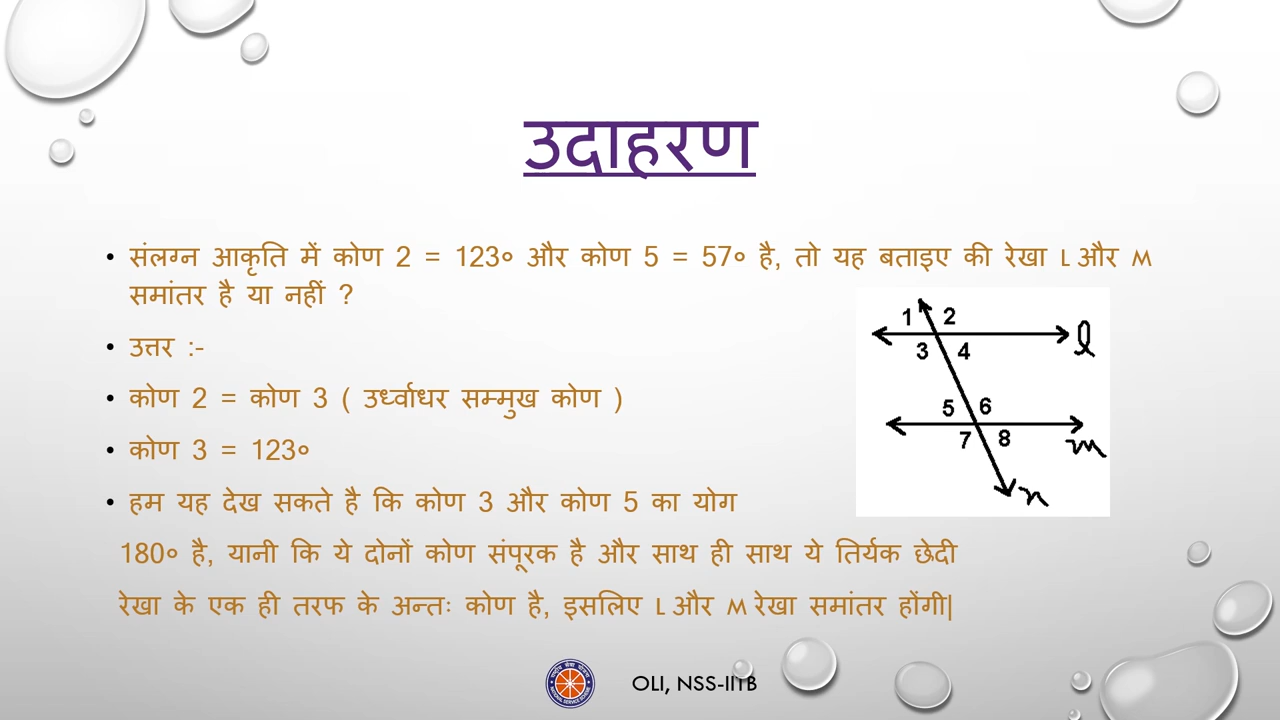 उदाहरण
• संलग्न आकृति में कोण 2 = 123० और कोण 5 = 57० है, तो यह बताइए की रेखा L और M
समांतर है या नहीं ?
• उत्तर :-
• कोण 2 = कोण 3 ( उर्ध्वाधर सम्मुख कोण )
• कोण 3 = 123०
• हम यह देख सकते है कि कोण 3 और कोण 5 का योग
180० है, यानी कि ये दोनों कोण संपूरक है और साथ ही साथ ये तिर्यक छेदी
रेखा के एक ही तरफ के अन्तः कोण है, इसलिए L और M रेखा समांतर होंगी|
1 2
l
3 4
5 6
m
7 8
n
OLI, NSS-IITB